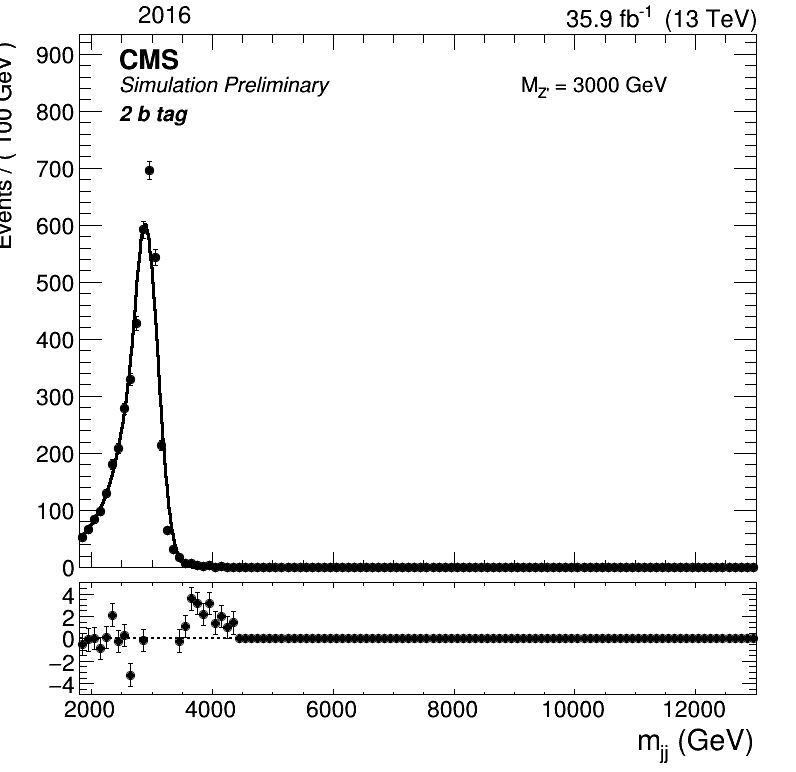 2016 35.9 fb⁻¹ (13 TeV)
CMS
Simulation Preliminary
M_Z' = 3000 GeV
2 b tag
Events / ( 100 GeV )
900
800
700
600
500
400
300
200
100
0
4
2
0
−2
−4
2000 4000 6000 8000 10000 12000
m_jj (GeV)